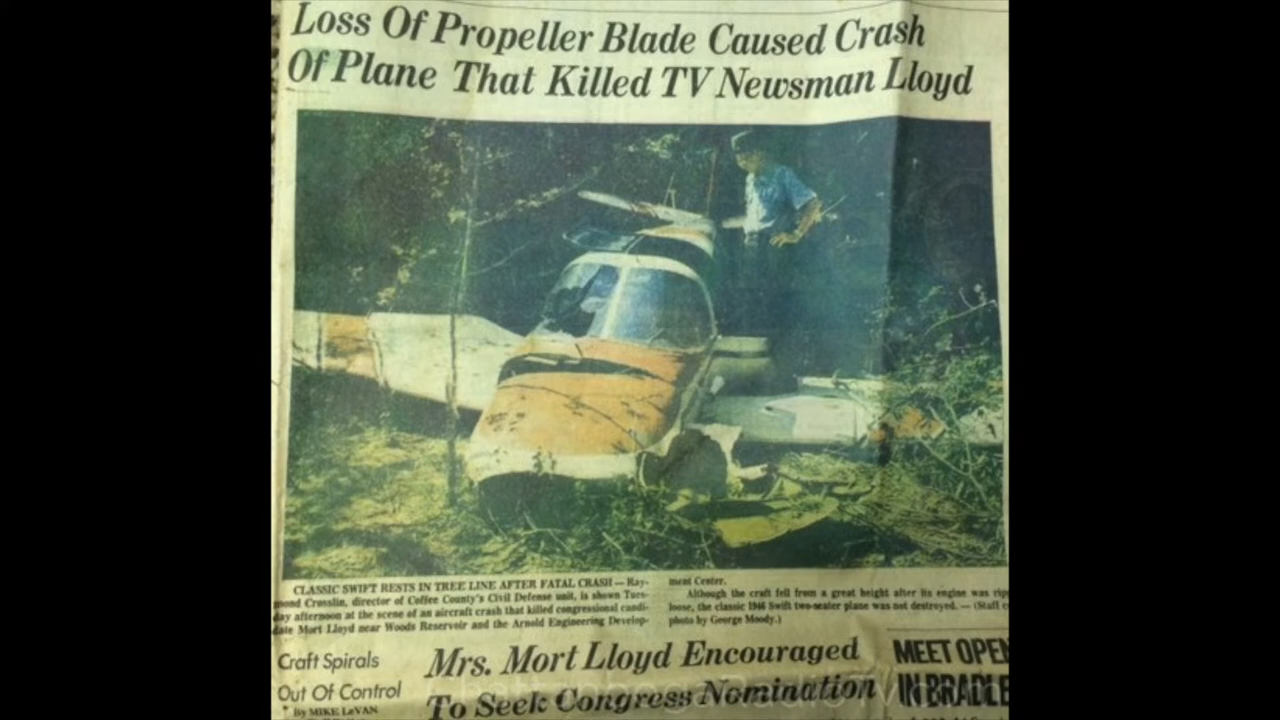 Loss Of Propeller Blade Caused Crash
Of Plane That Killed TV Newsman Lloyd
CLASSIC SWIFT RESTS IN TREE LINE AFTER FATAL CRASH — Ray-
mond Crosslin, director of Coffee County's Civil Defense unit, is shown Tues-
day afternoon at the scene of an aircraft crash that killed congressional candi-
date Mort Lloyd near Woods Reservoir and the Arnold Engineering Develop-
ment Center.
Although the craft fell from a great height after its engine was rip
loose, the classic 1946 Swift two-seater plane was not destroyed. — (Staff c
photo by George Moody.)
Craft Spirals
Out Of Control
By MIKE LeVAN
Mrs. Mort Lloyd Encouraged
To Seek Congress Nomination
MEET OPEN
IN BRADLE